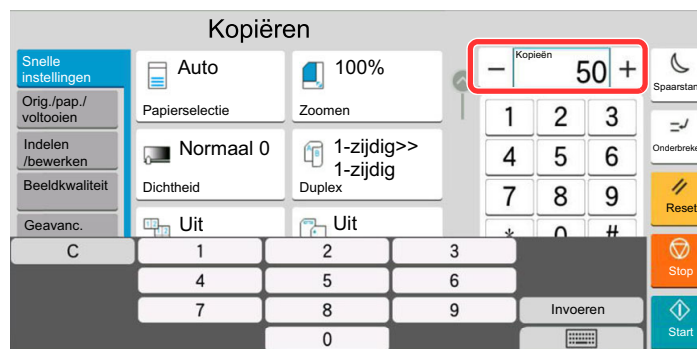 Kopiëren
Snelle
instellingen
Orig./pap./
voltooien
Indelen
/bewerken
Beeldkwaliteit
Geavanc.
Auto
Papierselectie
100%
Zoomen
Normaal 0
Dichtheid
1-zijdig>>
1-zijdig
Duplex
Uit
Uit
Kopieën
− 50 +
1 2 3
4 5 6
7 8 9
* 0 #
Spaarstan
Onderbreke
Reset
Stop
Start
C 1 2 3
4 5 6
7 8 9
0
Invoeren